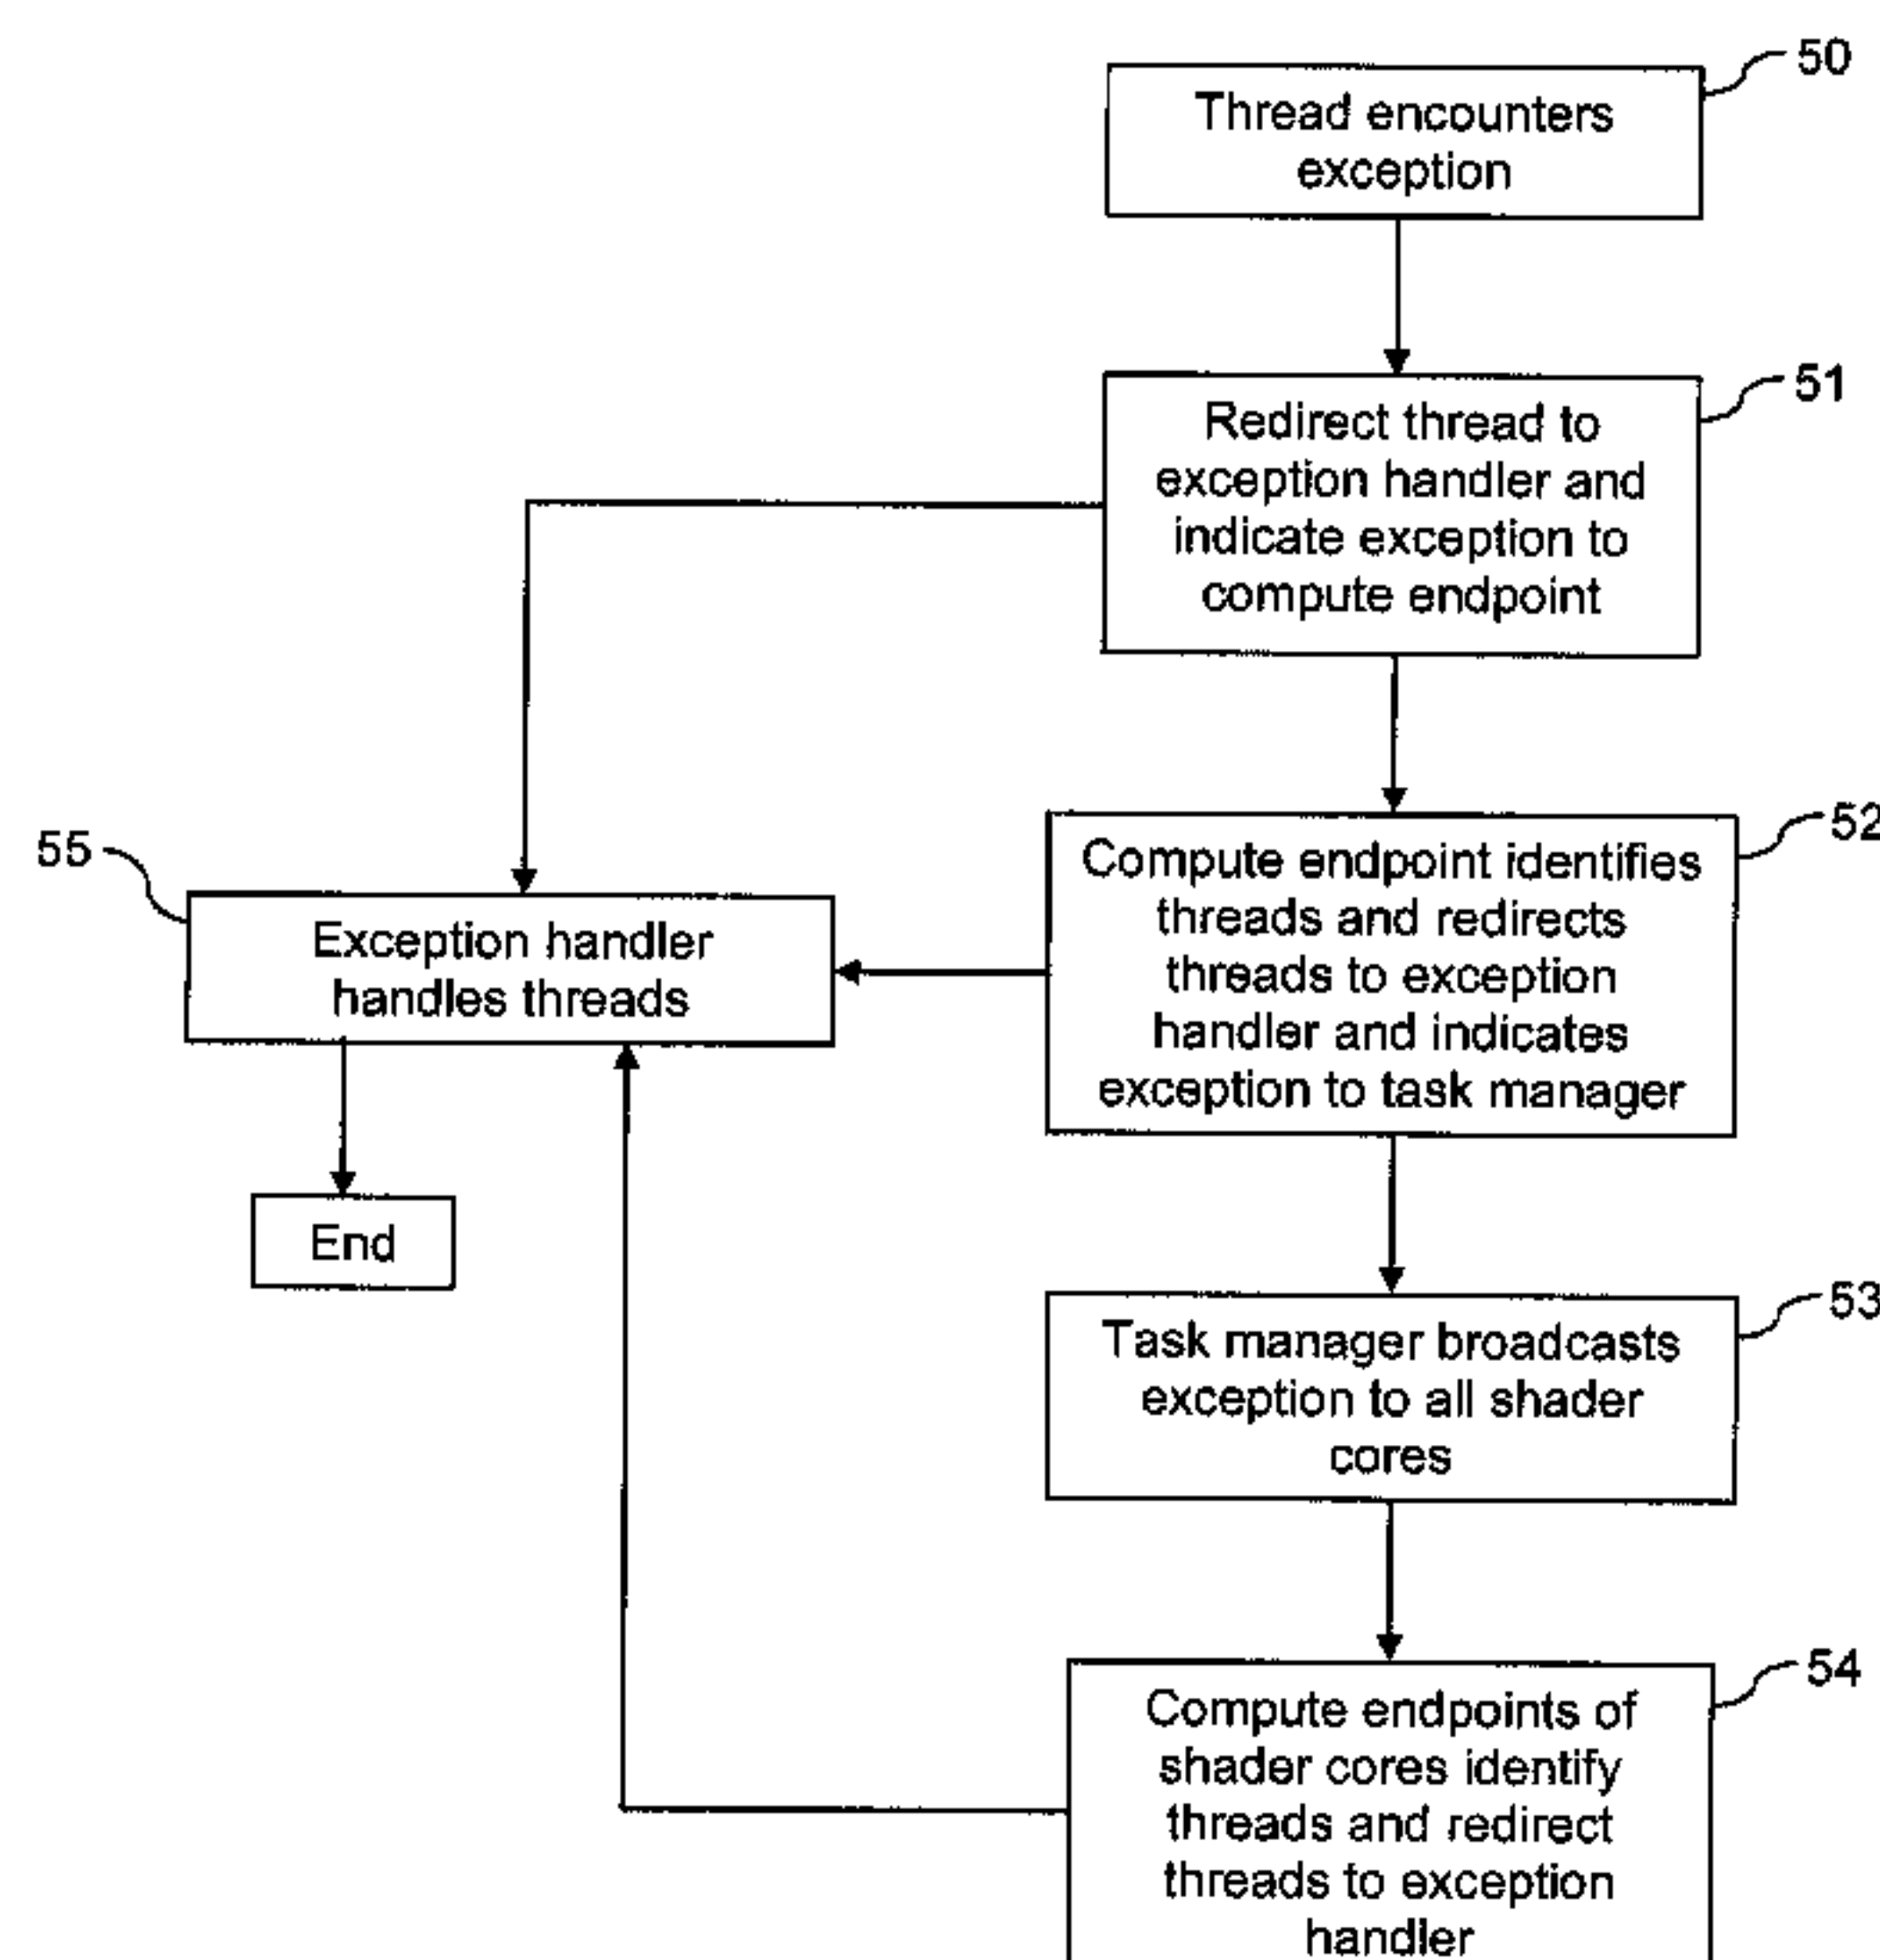 50
Thread encounters
exception
51
Redirect thread to
exception handler and
indicate exception to
compute endpoint
52
Compute endpoint identifies
threads and redirects
threads to exception
handler and indicates
exception to task manager
55
Exception handler
handles threads
End
53
Task manager broadcasts
exception to all shader
cores
54
Compute endpoints of
shader cores identify
threads and redirect
threads to exception
handler